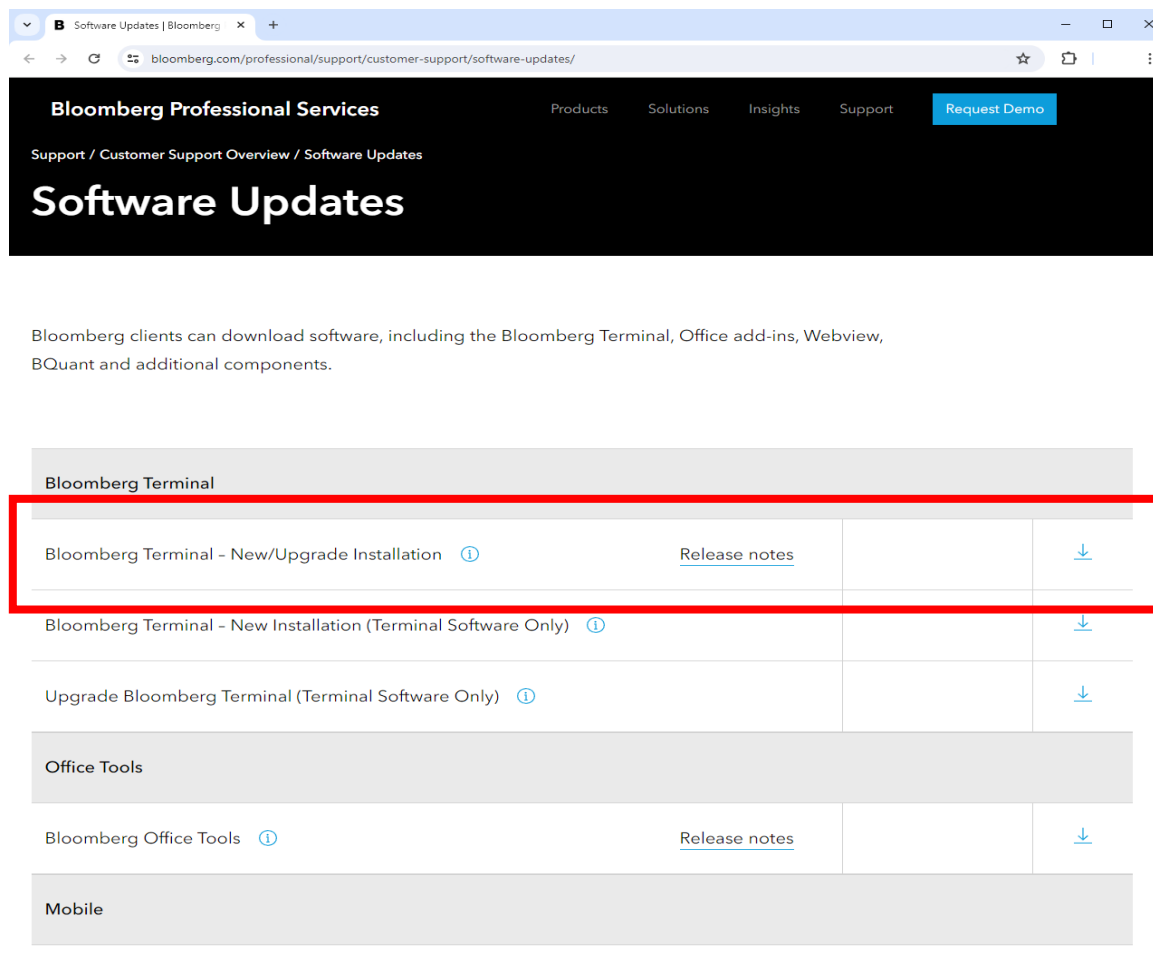 B Software Updates | Bloomberg
bloomberg.com/professional/support/customer-support/software-updates/
Bloomberg Professional Services
Products
Solutions
Insights
Support
Request Demo
Support / Customer Support Overview / Software Updates
Software Updates
Bloomberg clients can download software, including the Bloomberg Terminal, Office add-ins, Webview,
BQuant and additional components.
Bloomberg Terminal
Bloomberg Terminal – New/Upgrade Installation
Release notes
Bloomberg Terminal – New Installation (Terminal Software Only)
Upgrade Bloomberg Terminal (Terminal Software Only)
Office Tools
Bloomberg Office Tools
Release notes
Mobile